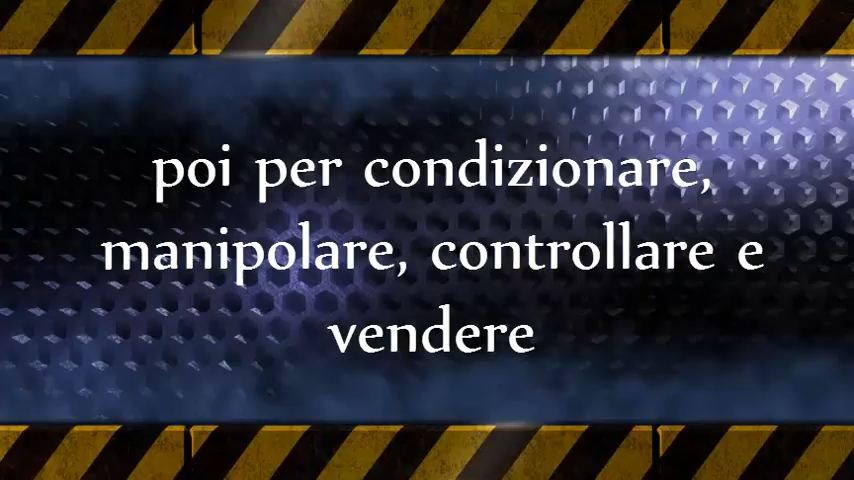 poi per condizionare,
manipolare, controllare e
vendere